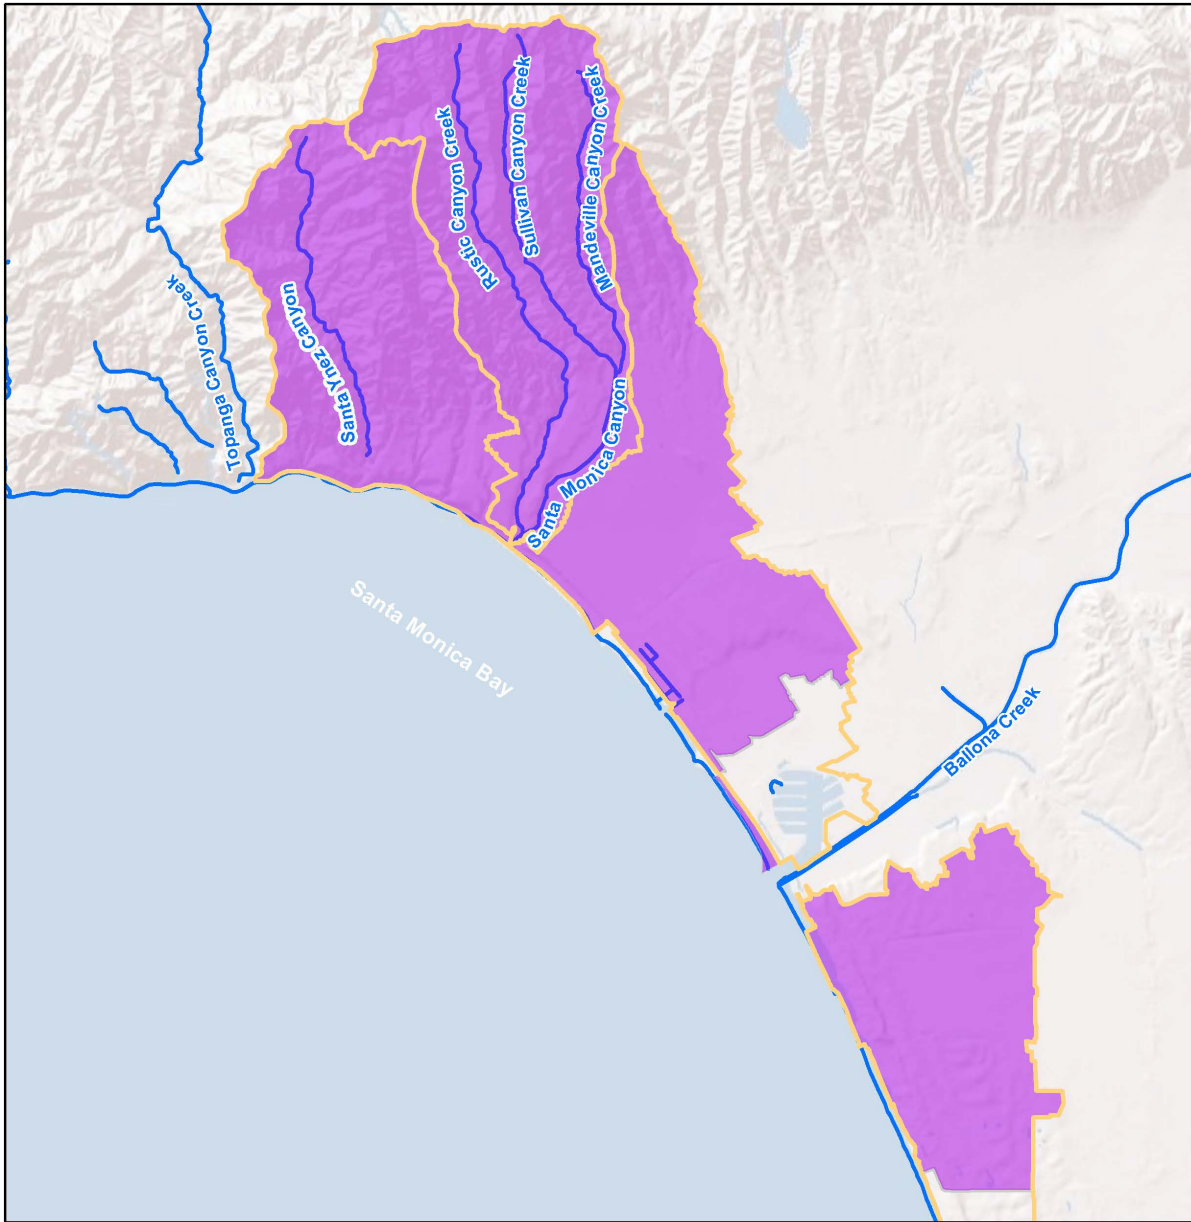 Sullivan Canyon Creek
Mandeville Canyon Creek
Rustic Canyon Creek
Topanga Canyon Creek
Santa Ynez Canyon
Santa Monica Canyon
Santa Monica Bay
Ballona Creek